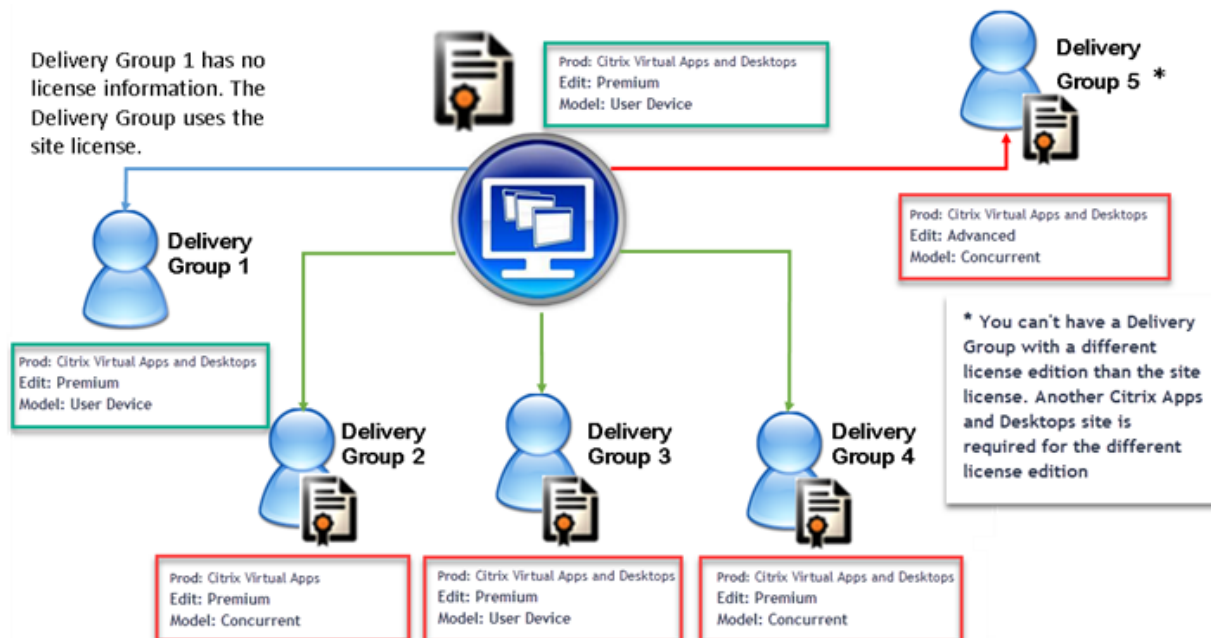 Delivery Group 1 has no
license information. The
Delivery Group uses the
site license.
Prod: Citrix Virtual Apps and Desktops
Edit: Premium
Model: User Device
Delivery
Group 5 *
Prod: Citrix Virtual Apps and Desktops
Edit: Advanced
Model: Concurrent
Delivery
Group 1
Prod: Citrix Virtual Apps and Desktops
Edit: Premium
Model: User Device
* You can't have a Delivery
Group with a different
license edition than the site
license. Another Citrix Apps
and Desktops site is
required for the different
license edition
Delivery
Group 2
Prod: Citrix Virtual Apps
Edit: Premium
Model: Concurrent
Delivery
Group 3
Prod: Citrix Virtual Apps and Desktops
Edit: Premium
Model: User Device
Delivery
Group 4
Prod: Citrix Virtual Apps and Desktops
Edit: Premium
Model: Concurrent